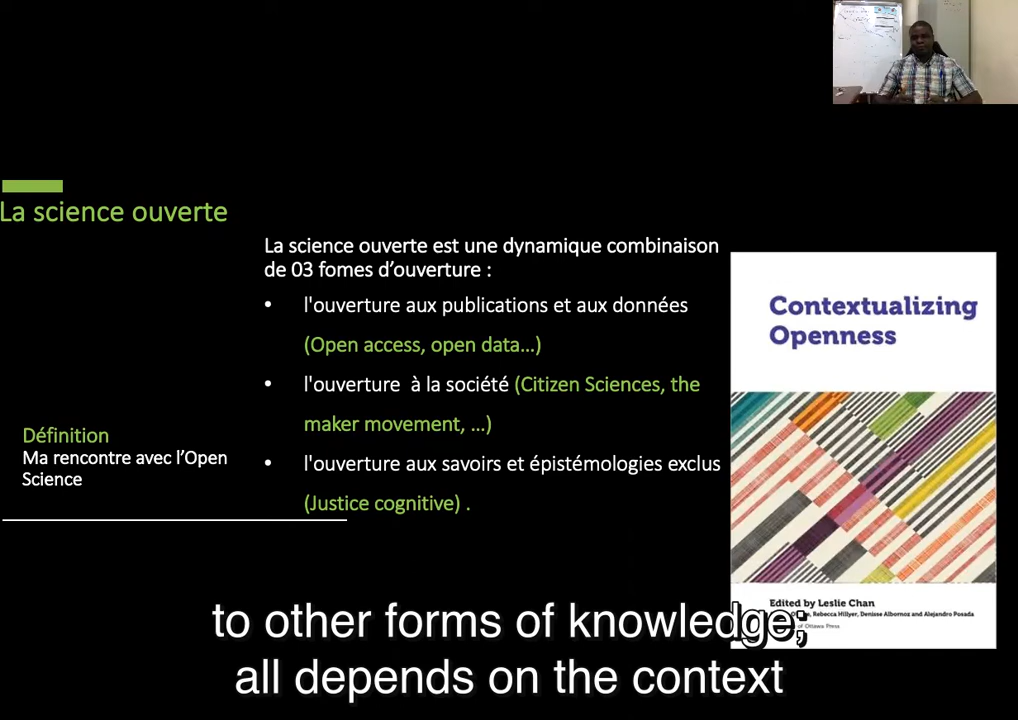 La science ouverte
La science ouverte est une dynamique combinaison
de 03 fomes d'ouverture :
• l'ouverture aux publications et aux données
(Open access, open data...)
• l'ouverture à la société (Citizen Sciences, the
maker movement, ...)
• l'ouverture aux savoirs et épistémologies exclus
(Justice cognitive) .
Définition
Ma rencontre avec l'Open
Science
Contextualizing
Openness
Edited by Leslie Chan
Rebecca Hillyer, Denisse Albornoz and Alejandro Posada
of Ottawa Press
to other forms of knowledge;
all depends on the context